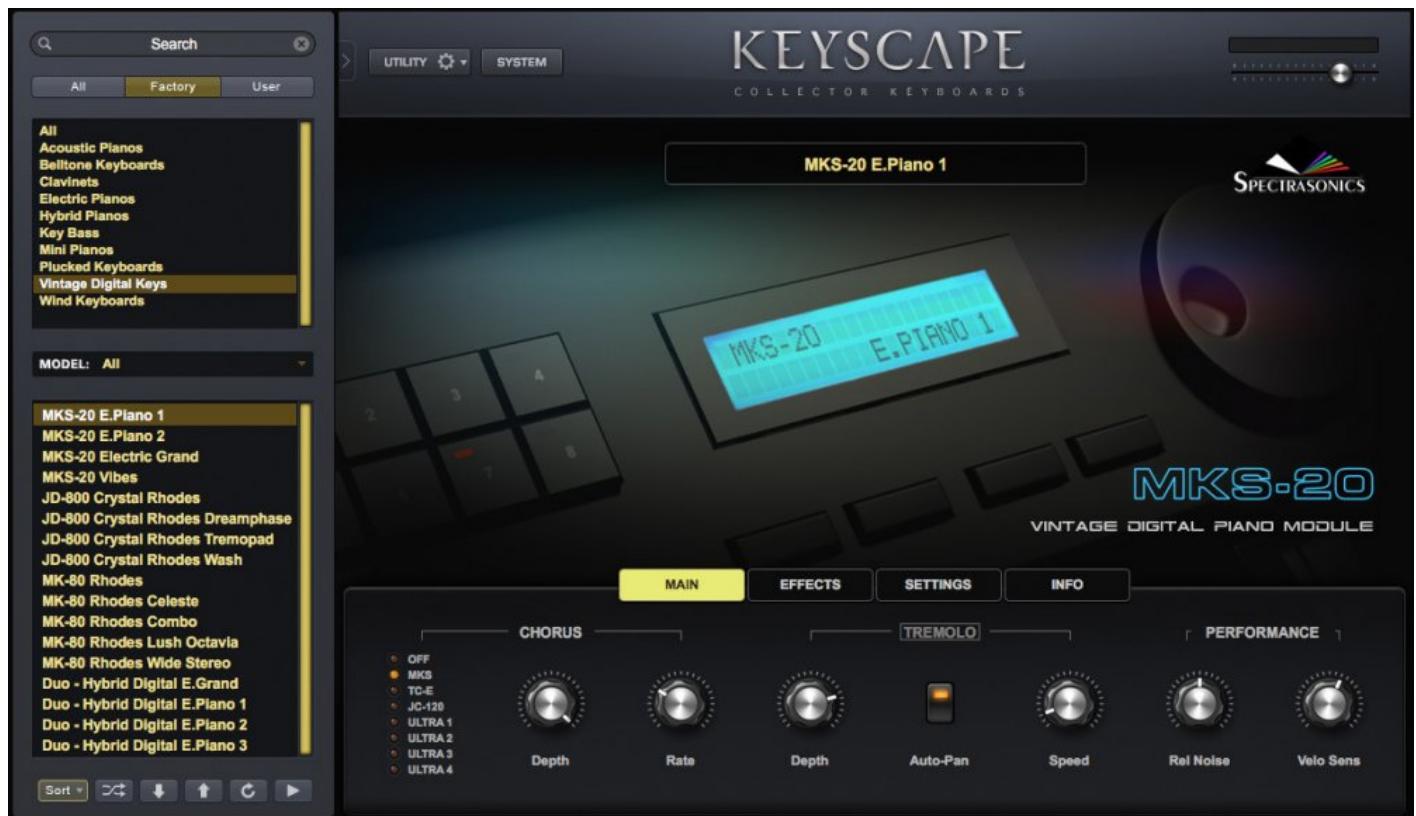 Search
All Factory User
All
Acoustic Pianos
Belltone Keyboards
Clavinets
Electric Pianos
Hybrid Pianos
Key Bass
Mini Pianos
Plucked Keyboards
Vintage Digital Keys
Wind Keyboards
MODEL: All
MKS-20 E.Piano 1
MKS-20 E.Piano 2
MKS-20 Electric Grand
MKS-20 Vibes
JD-800 Crystal Rhodes
JD-800 Crystal Rhodes Dreamphase
JD-800 Crystal Rhodes Tremopad
JD-800 Crystal Rhodes Wash
MK-80 Rhodes
MK-80 Rhodes Celeste
MK-80 Rhodes Combo
MK-80 Rhodes Lush Octavia
MK-80 Rhodes Wide Stereo
Duo - Hybrid Digital E.Grand
Duo - Hybrid Digital E.Piano 1
Duo - Hybrid Digital E.Piano 2
Duo - Hybrid Digital E.Piano 3
Sort
UTILITY SYSTEM
KEYSCAPE
COLLECTOR KEYBOARDS
MKS-20 E.Piano 1
SPECTRASONICS
MKS-20
E.PIANO 1
2 3 4
7 8
MKS-20
VINTAGE DIGITAL PIANO MODULE
MAIN EFFECTS SETTINGS INFO
CHORUS TREMOLO PERFORMANCE
OFF
MKS
TC-E
JC-120
ULTRA 1
ULTRA 2
ULTRA 3
ULTRA 4
Depth Rate Depth Auto-Pan Speed Rel Noise Velo Sens